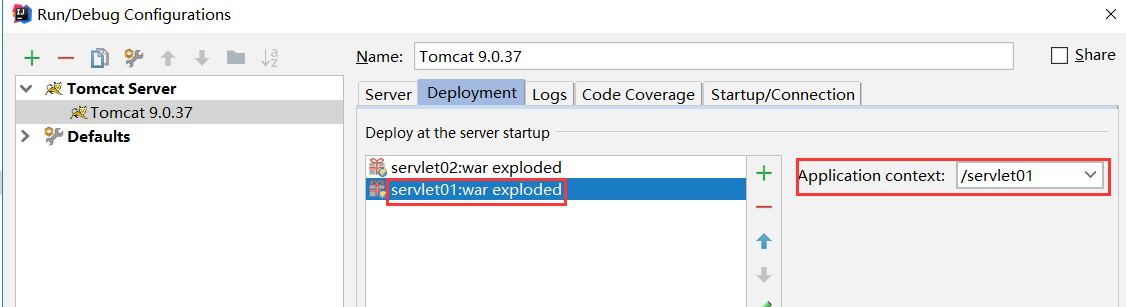 Run/Debug Configurations
Name: Tomcat 9.0.37
Share
Tomcat Server
Tomcat 9.0.37
Defaults
Server Deployment Logs Code Coverage Startup/Connection
Deploy at the server startup
servlet02:war exploded
servlet01:war exploded
Application context: /servlet01